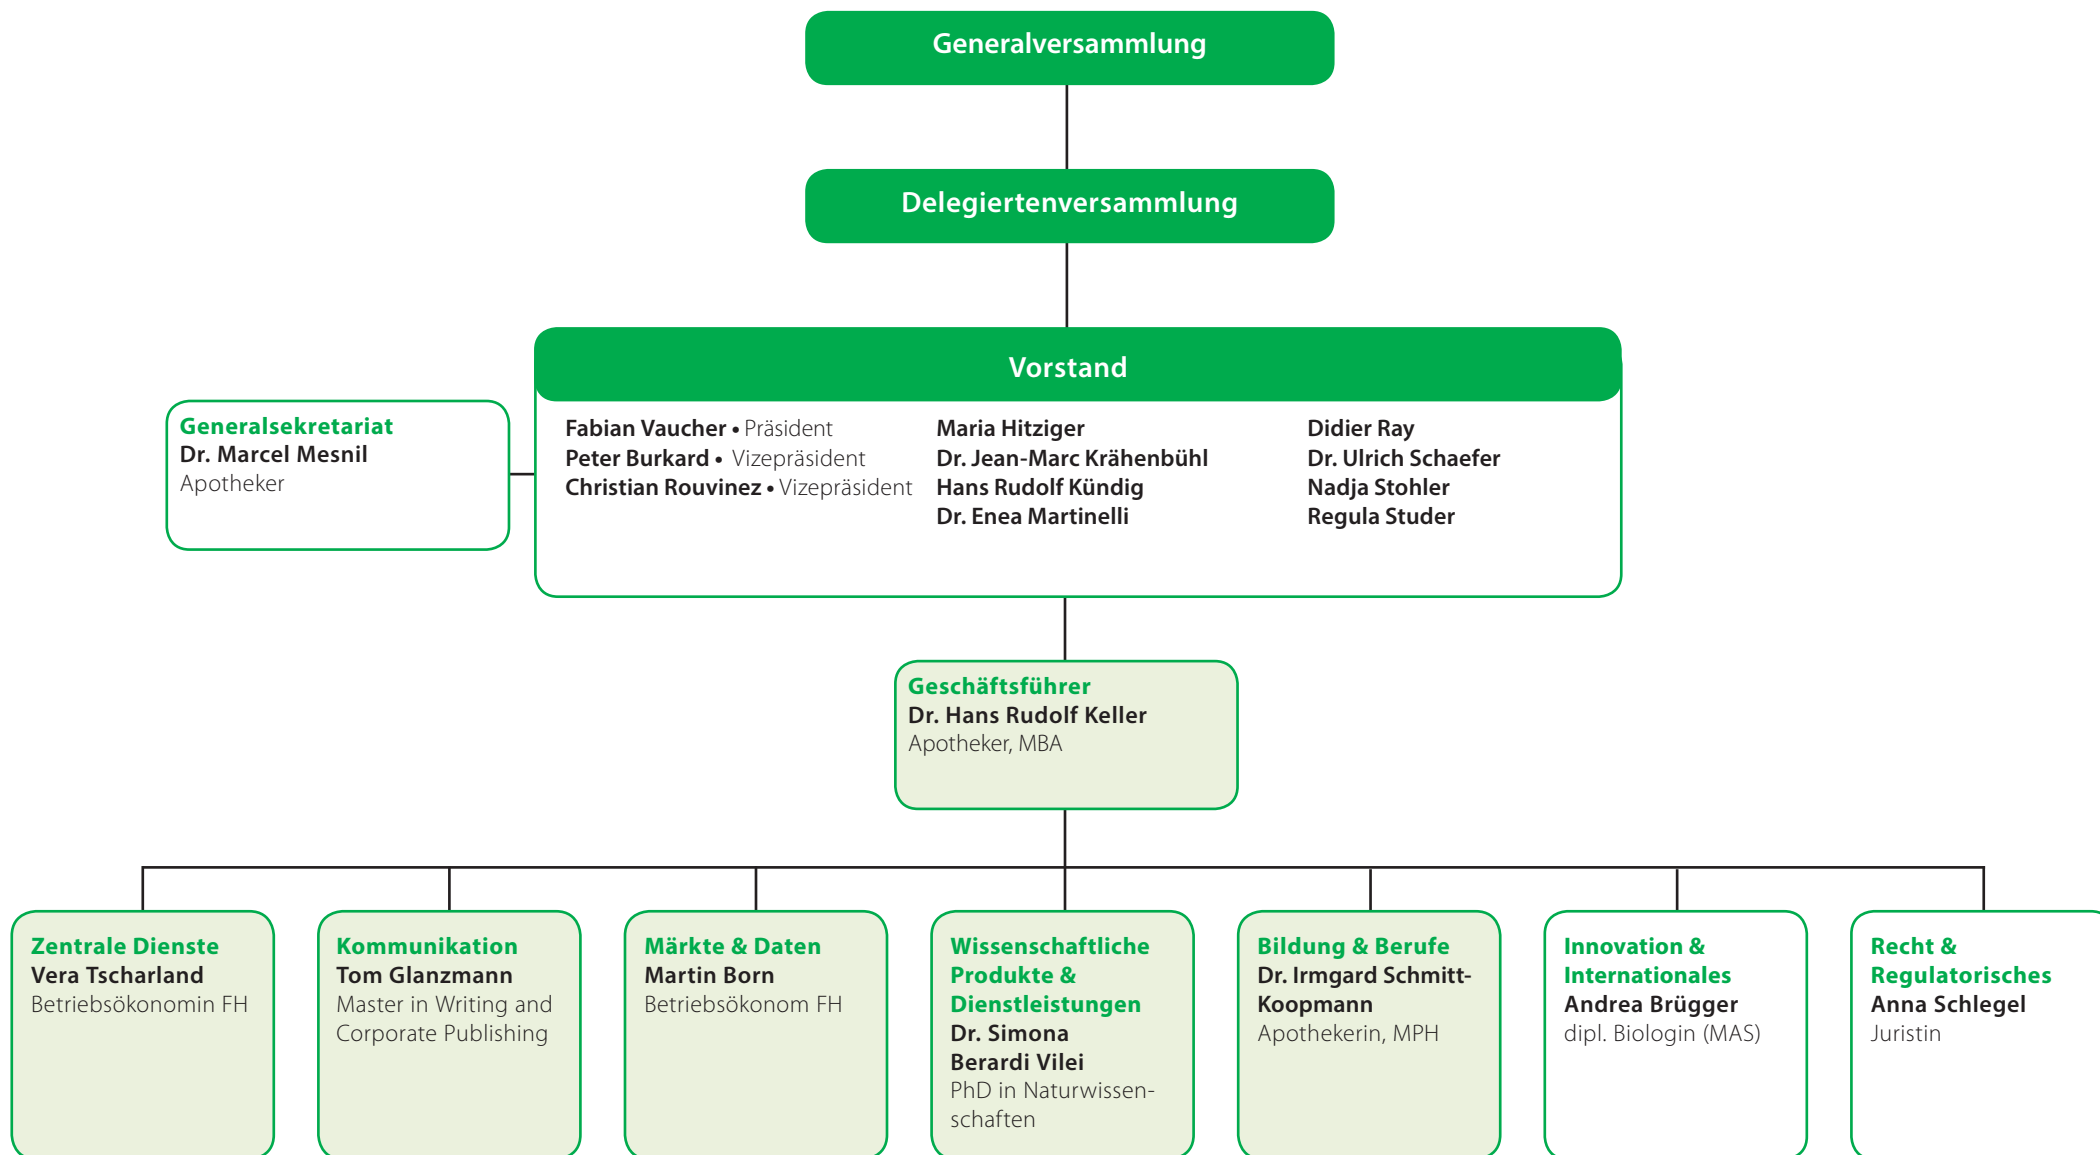 Generalversammlung
Delegiertenversammlung
Vorstand
Generalsekretariat
Dr. Marcel Mesnil
Apotheker
Fabian Vaucher • Präsident
Peter Burkard • Vizepräsident
Christian Rouvinez • Vizepräsident
Maria Hitziger
Dr. Jean-Marc Krähenbühl
Hans Rudolf Kündig
Dr. Enea Martinelli
Didier Ray
Dr. Ulrich Schaefer
Nadja Stohler
Regula Studer
Geschäftsführer
Dr. Hans Rudolf Keller
Apotheker, MBA
Zentrale Dienste
Vera Tscharland
Betriebsökonomin FH
Kommunikation
Tom Glanzmann
Master in Writing and
Corporate Publishing
Märkte & Daten
Martin Born
Betriebsökonom FH
Wissenschaftliche
Produkte &
Dienstleistungen
Dr. Simona
Berardi Vilei
PhD in Naturwissen-
schaften
Bildung & Berufe
Dr. Irmgard Schmitt-
Koopmann
Apothekerin, MPH
Innovation &
Internationales
Andrea Brügger
dipl. Biologin (MAS)
Recht &
Regulatorisches
Anna Schlegel
Juristin